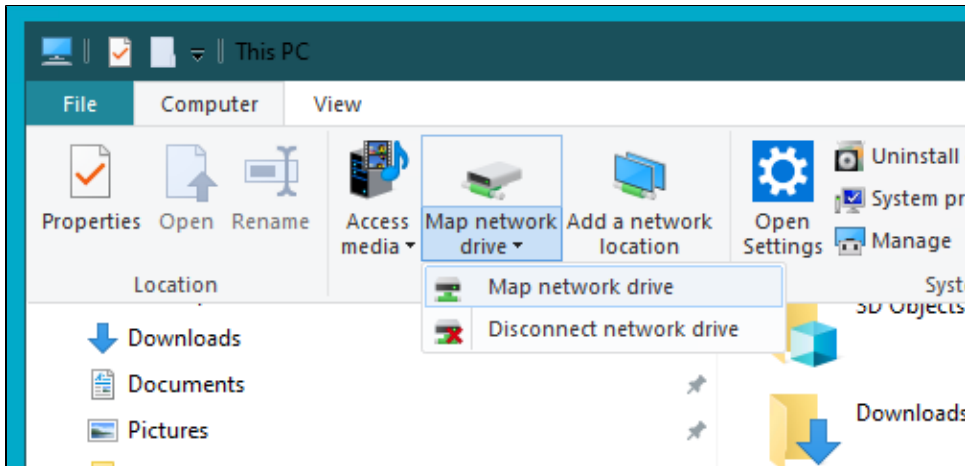 This PC
File Computer View
Properties Open Rename Access media Map network drive Add a network location Open Settings Uninstall
System pr
Manage
Location Syst
Map network drive
Disconnect network drive
3D Objects
Downloads
Documents
Pictures
Downloads